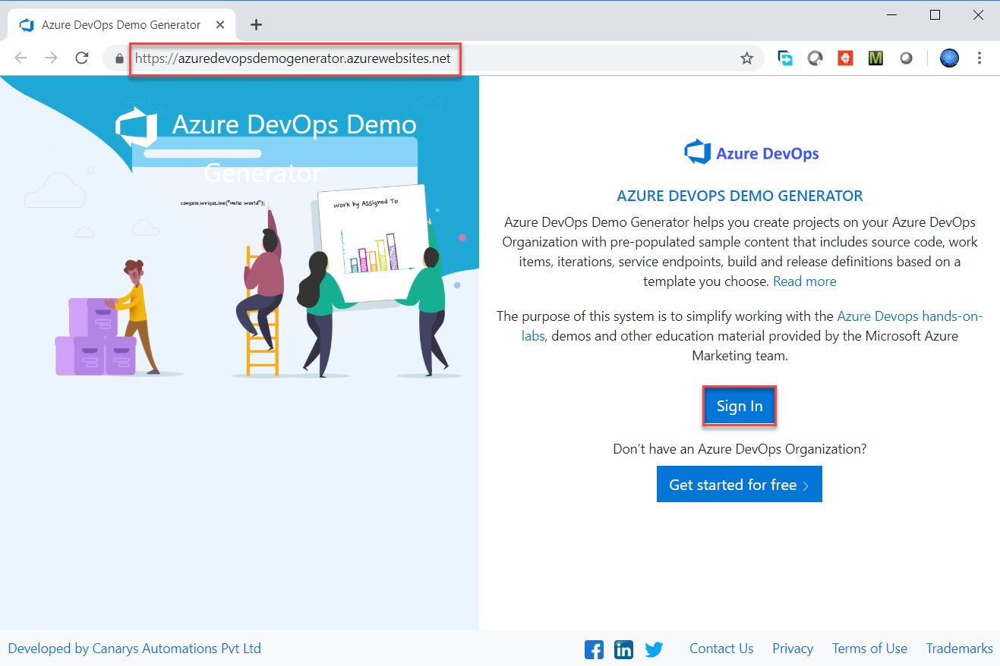 Azure DevOps Demo Generator
https://azuredevopsdemogenerator.azurewebsites.net
M
Azure DevOps Demo
Generator
console.writeLine("Hello world");
work by Assigned To
Azure DevOps
AZURE DEVOPS DEMO GENERATOR
Azure DevOps Demo Generator helps you create projects on your Azure DevOps
Organization with pre-populated sample content that includes source code, work
items, iterations, service endpoints, build and release definitions based on a
template you choose. Read more
The purpose of this system is to simplify working with the Azure Devops hands-on-
labs, demos and other education material provided by the Microsoft Azure
Marketing team.
Sign In
Don't have an Azure DevOps Organization?
Get started for free >
Developed by Canarys Automations Pvt Ltd
f
in
Contact Us
Privacy
Terms of Use
Trademarks